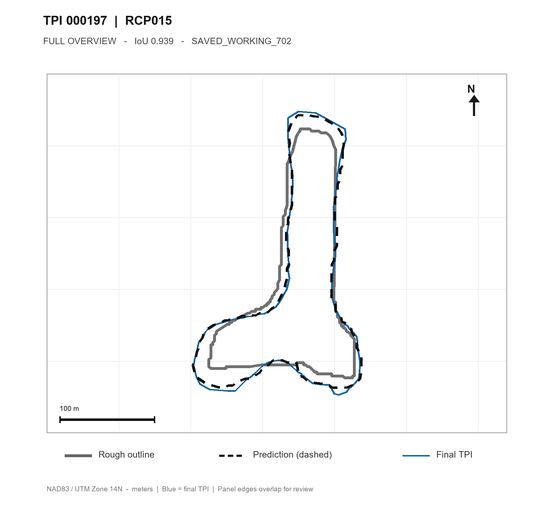 TPI 000197 | RCP015
FULL OVERVIEW - IoU 0.939 - SAVED_WORKING_702
N
100 m
Rough outline Prediction (dashed) Final TPI
NAD83 / UTM Zone 14N - meters | Blue = final TPI | Panel edges overlap for review